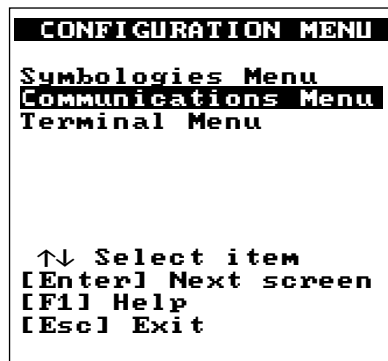 CONFIGURATION MENU
Symbologies Menu
Communications Menu
Terminal Menu
↑↓ Select item
[Enter] Next screen
[F1] Help
[Esc] Exit